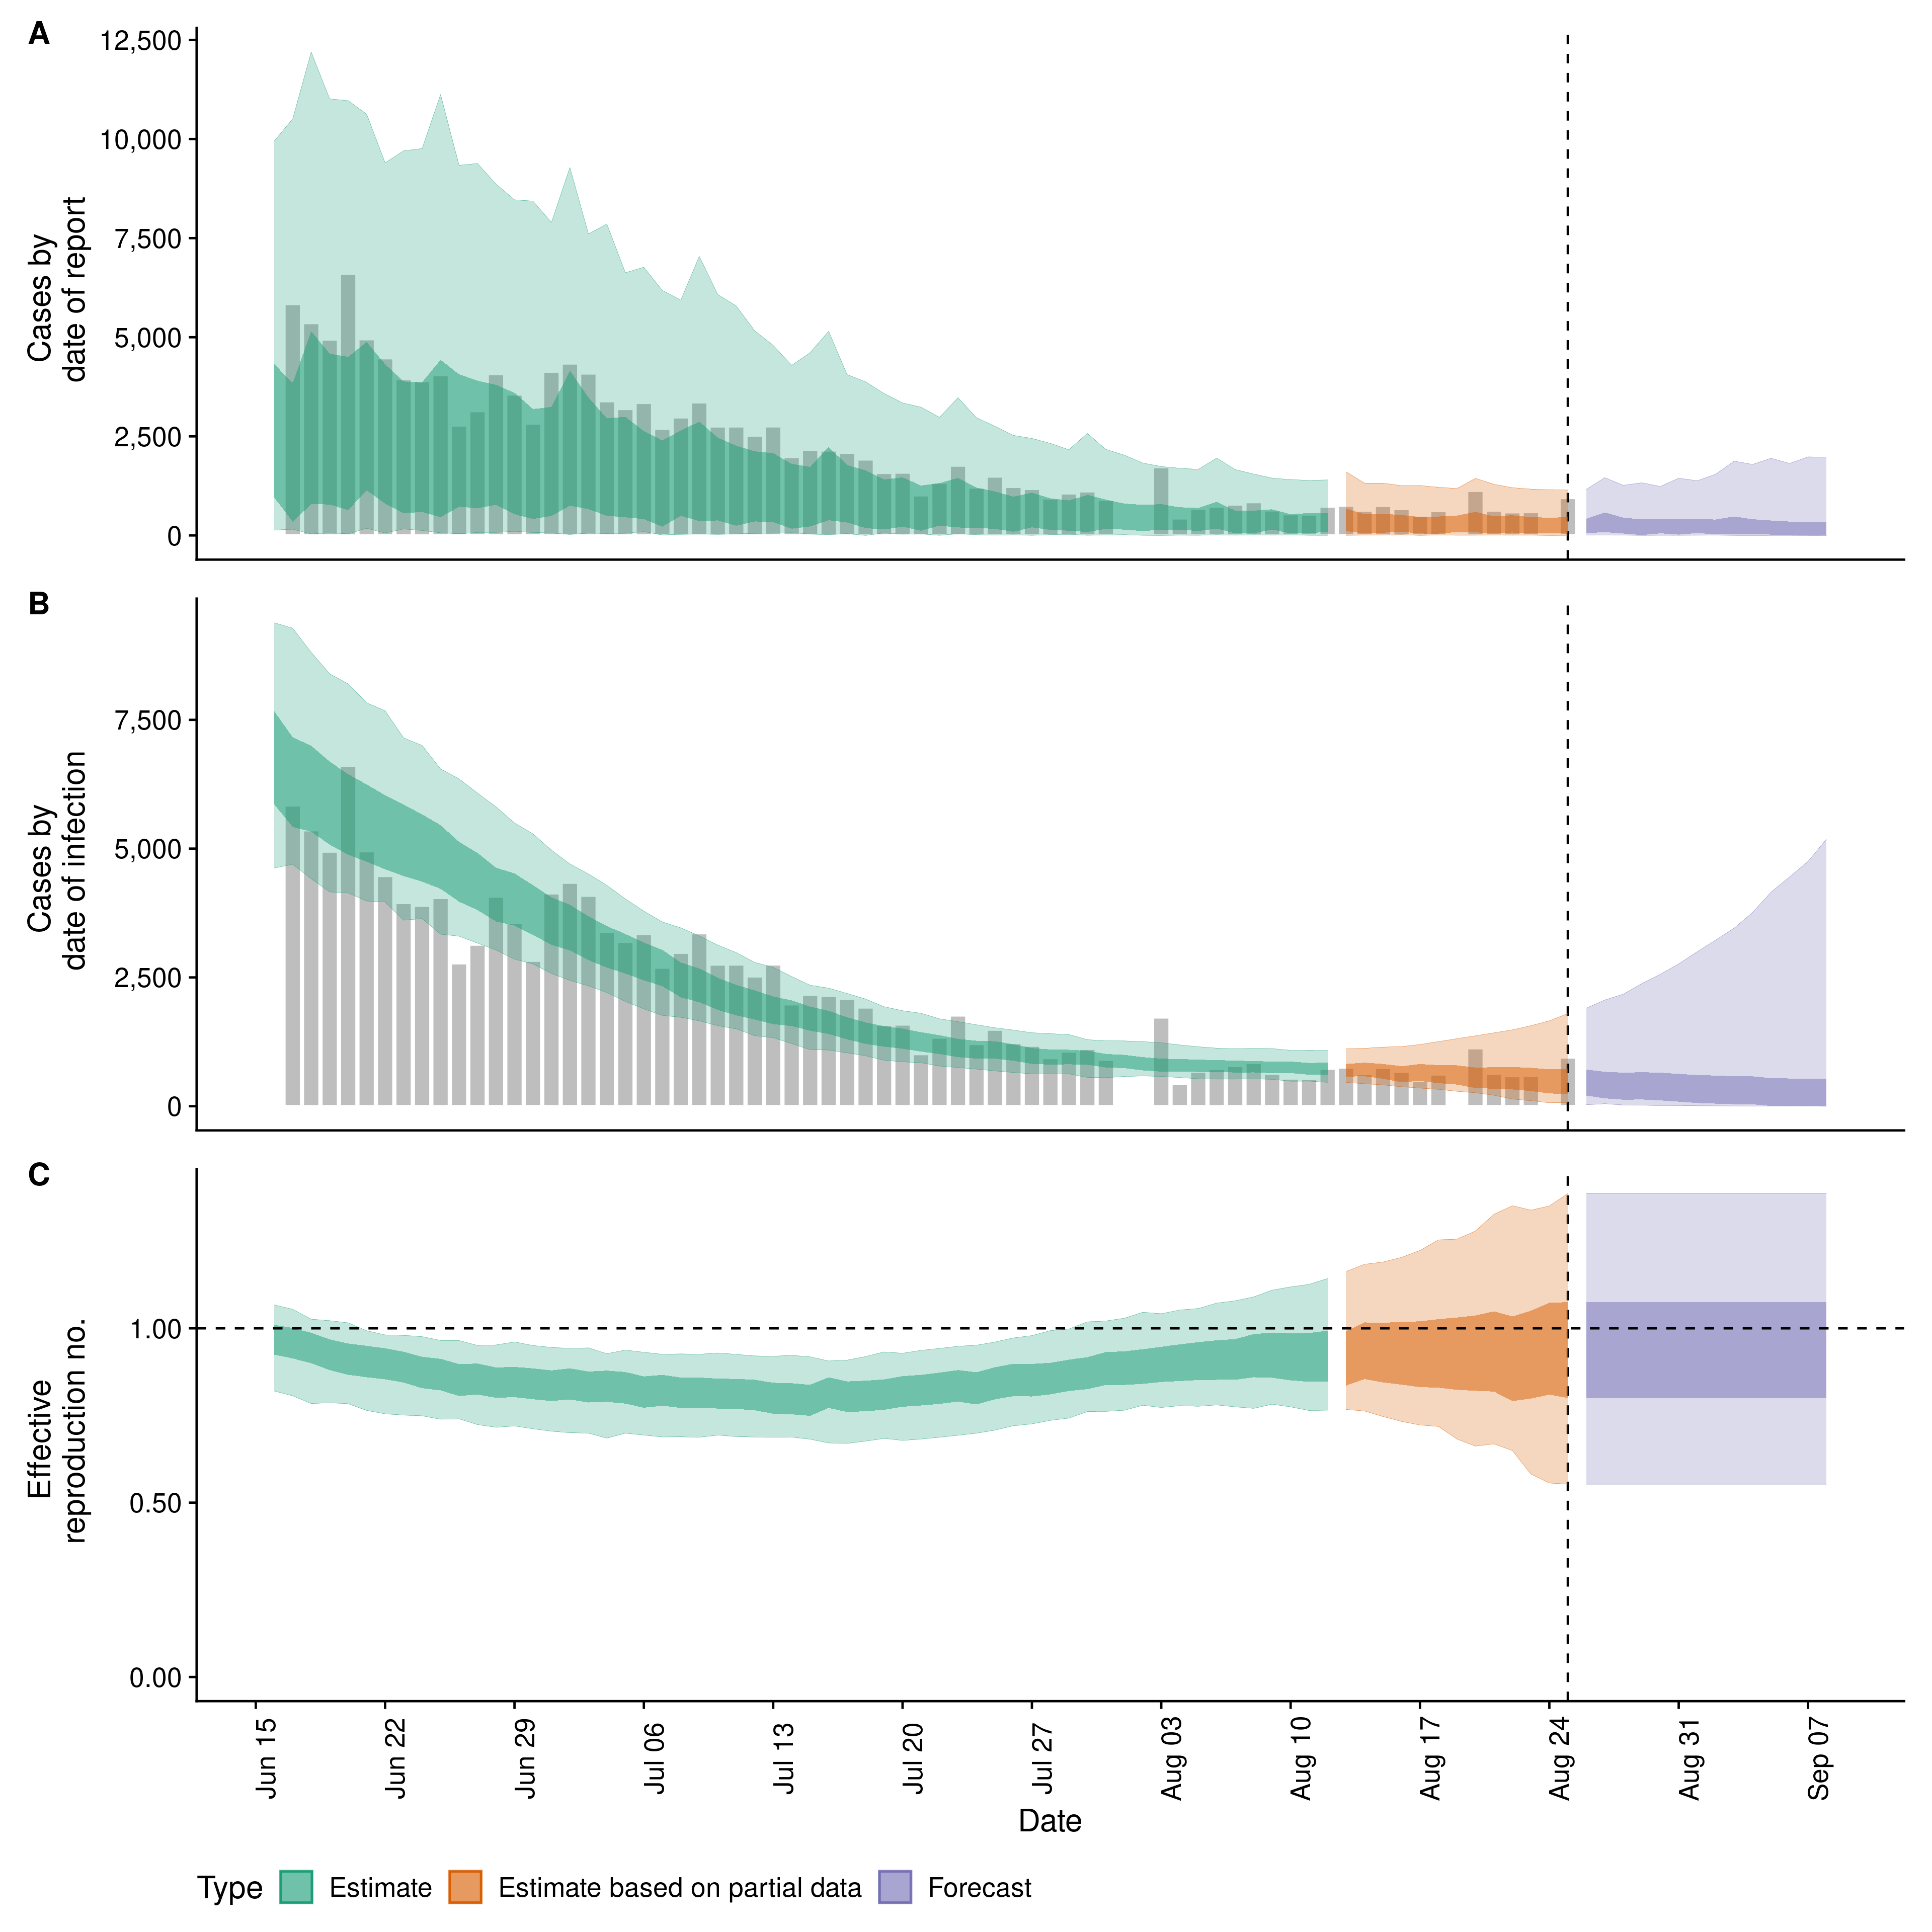 A
12,500
10,000
7,500
5,000
2,500
0
Cases by
date of report
B
7,500
5,000
2,500
0
Cases by
date of infection
C
1.00
0.50
0.00
Effective
reproduction no.
Jun 15
Jun 22
Jun 29
Jul 06
Jul 13
Jul 20
Jul 27
Aug 03
Aug 10
Aug 17
Aug 24
Aug 31
Sep 07
Date
Type Estimate Estimate based on partial data Forecast